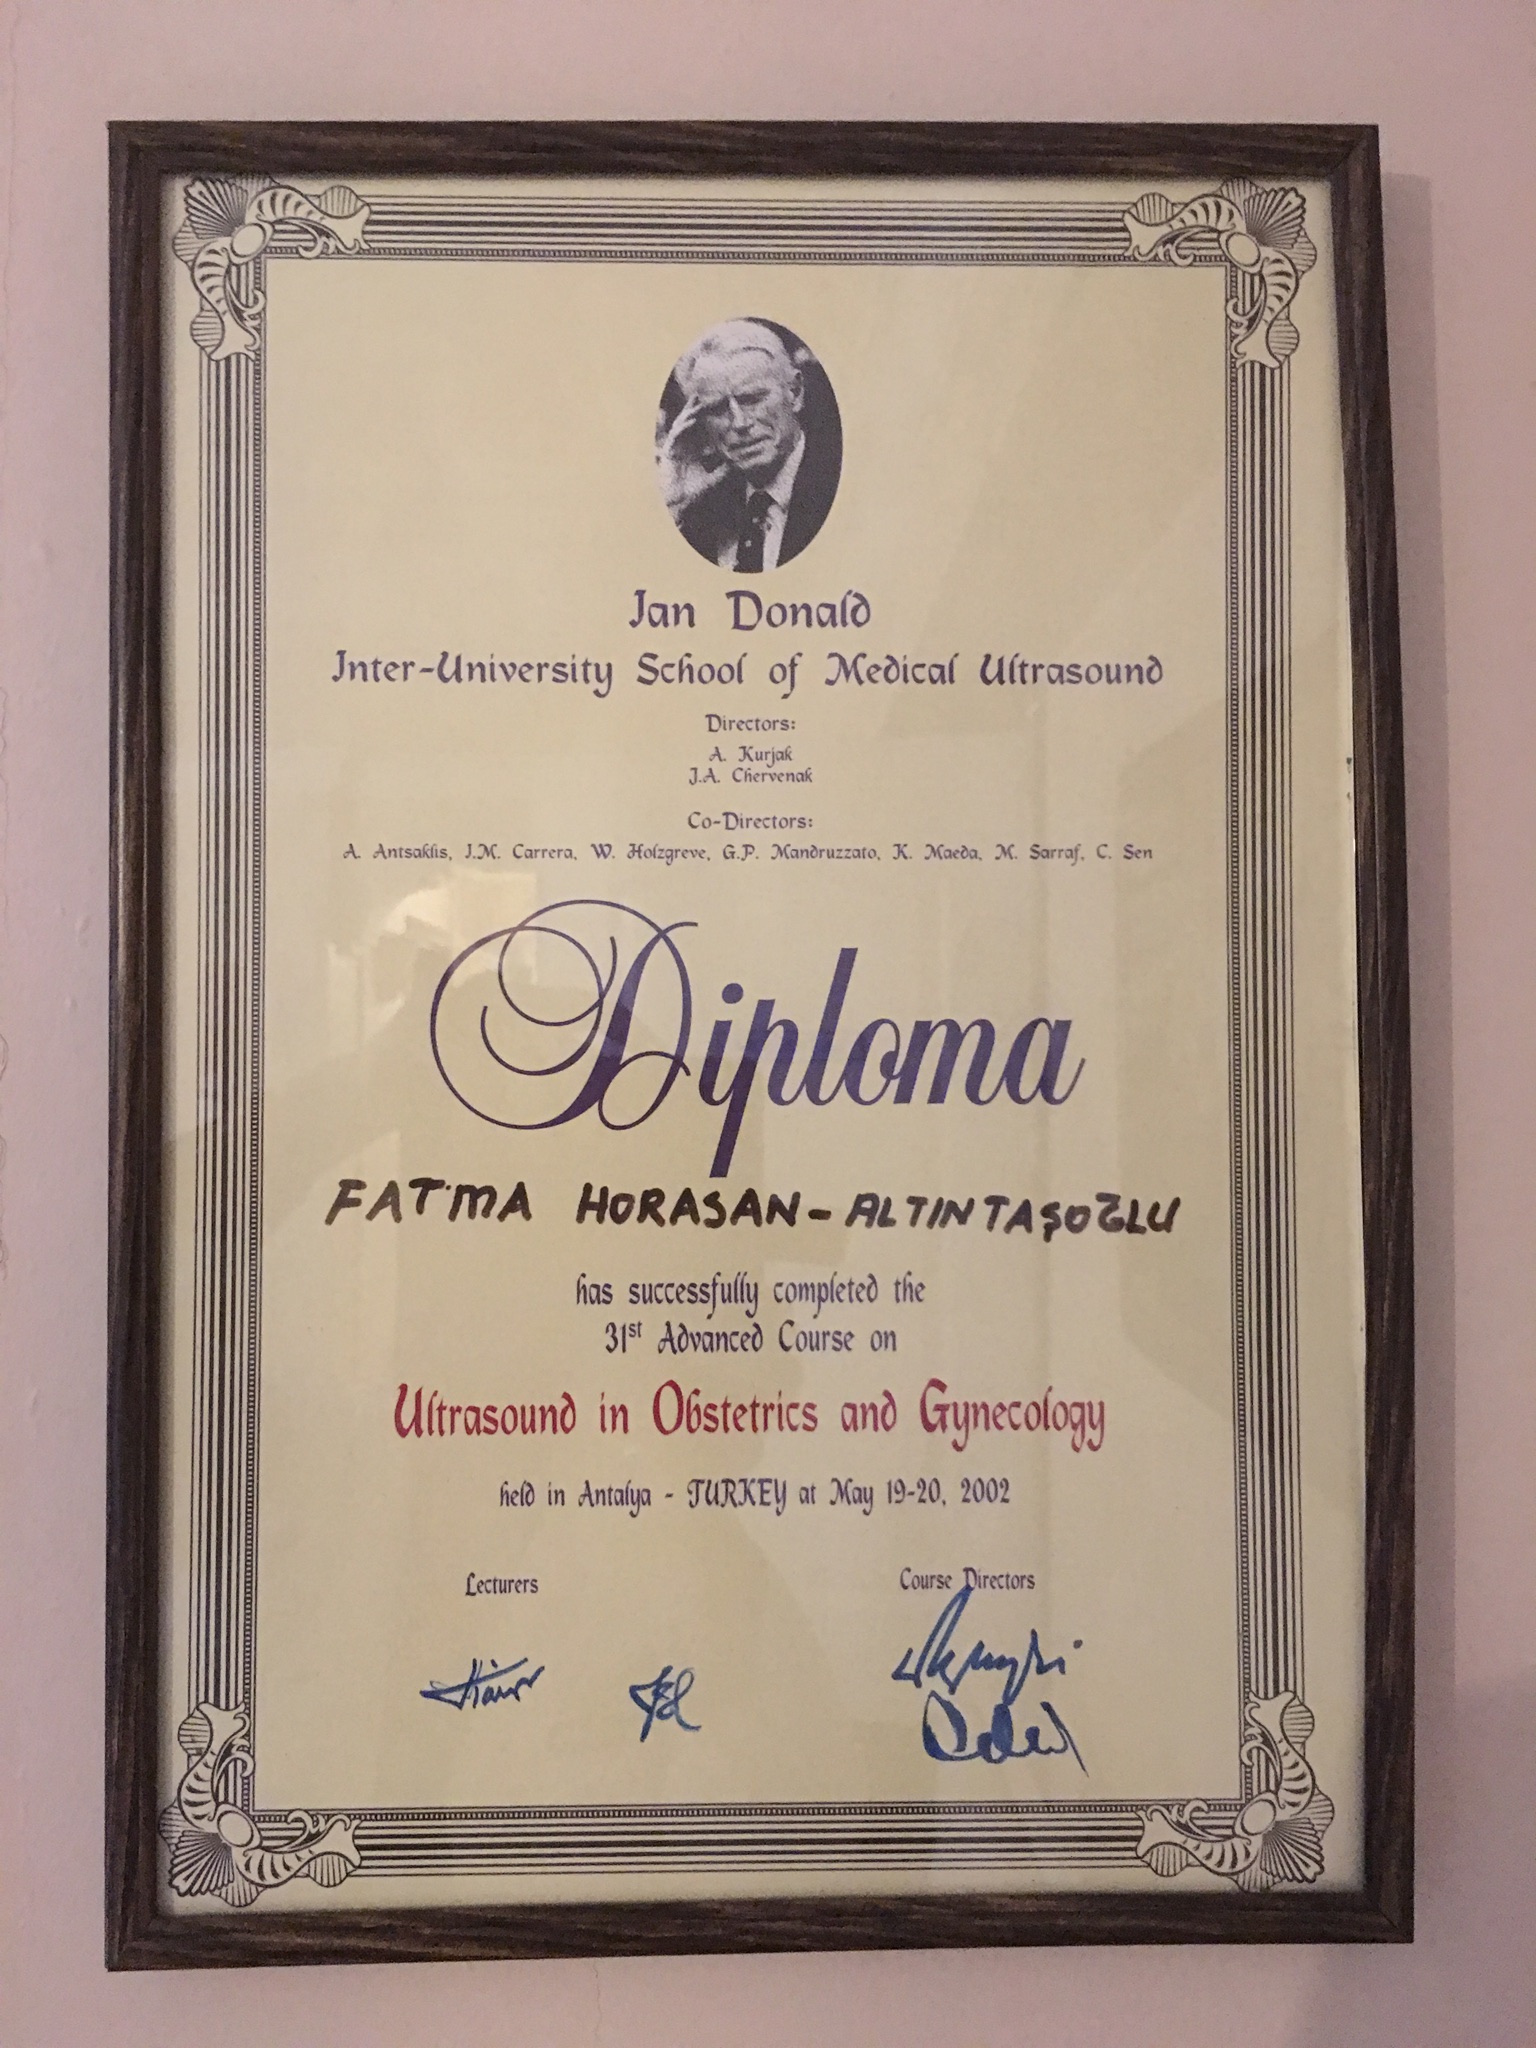 Ian Donald
Inter-University School of Medical Ultrasound
Directors:
A. Kurjak
J.A. Chervenak
Co-Directors:
A. Antsaklis, J.M. Carrera, W. Holzgreve, G.P. Mandruzzato, K. Maeda, M. Sarraf, C. Sen
Diploma
FATMA HORASAN-ALTINTAŞOĞLU
has successfully completed the
31st Advanced Course on
Ultrasound in Obstetrics and Gynecology
held in Antalya - TURKEY at May 19-20, 2002
Lecturers Course Directors